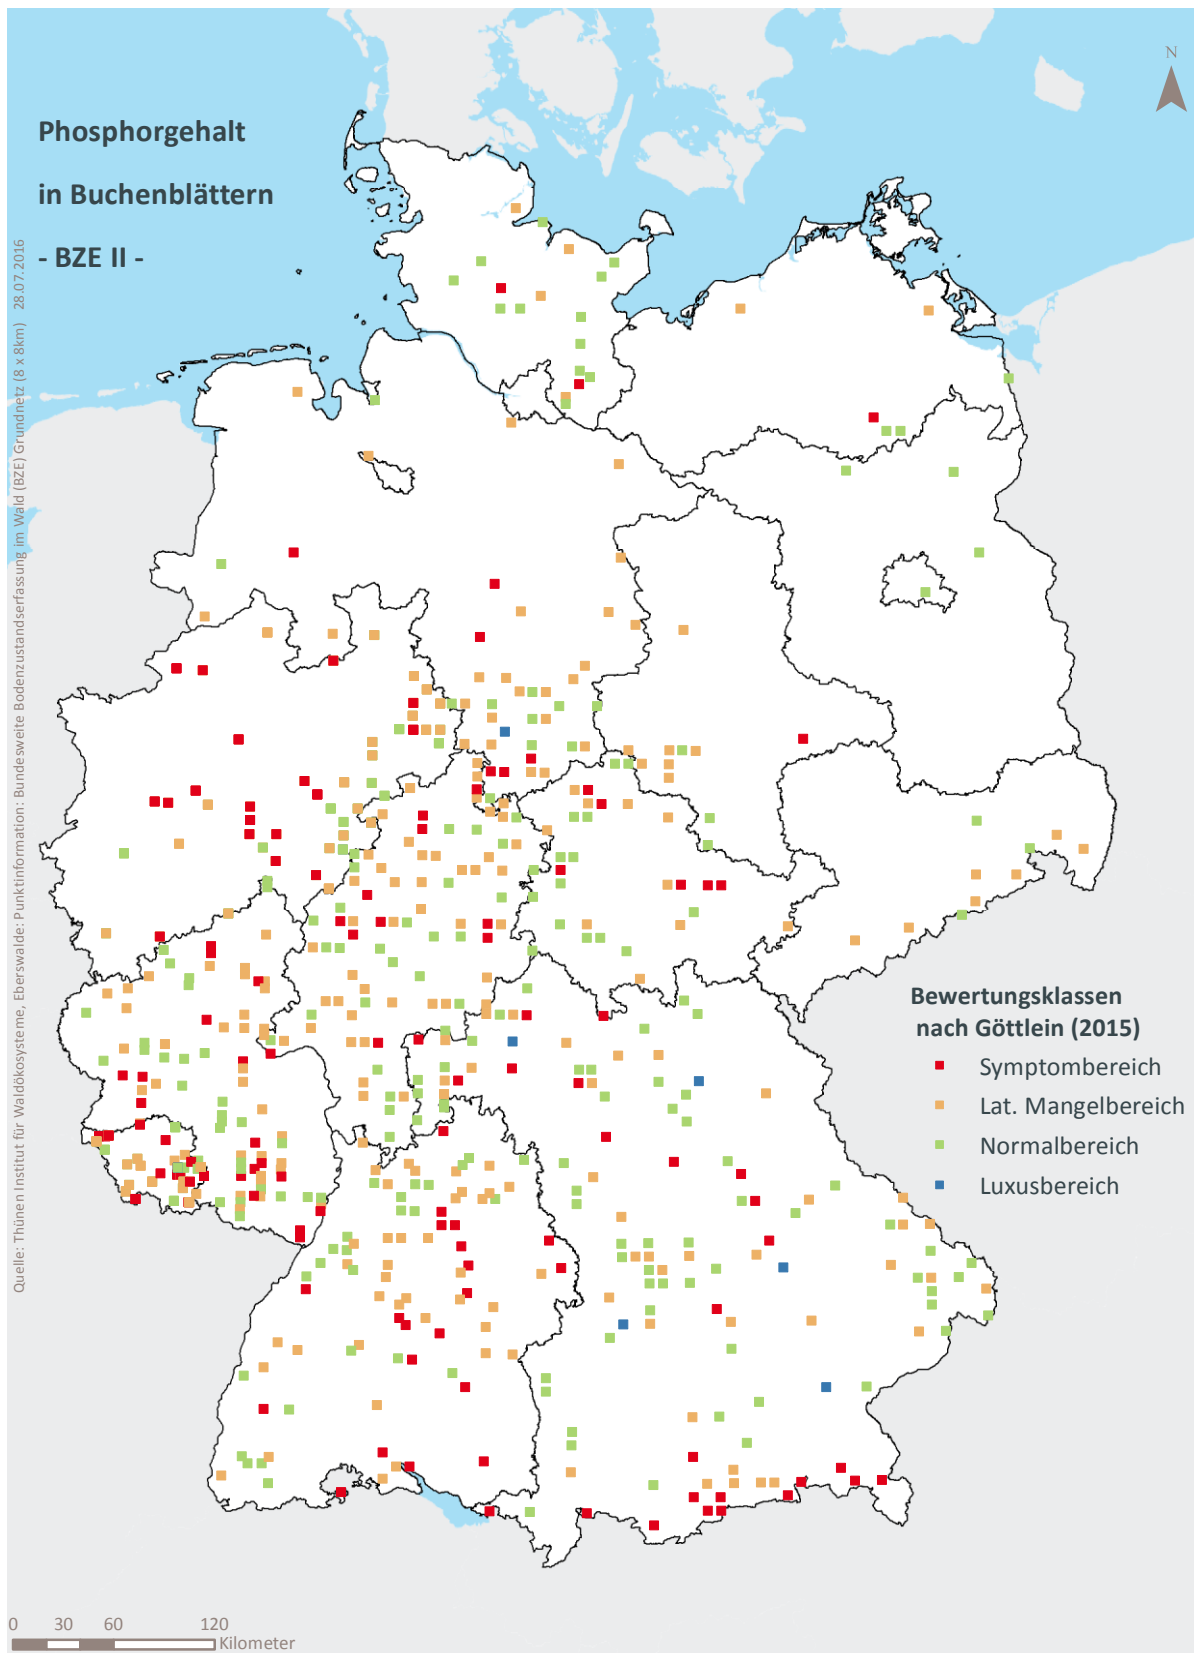 N
Phosphorgehalt
in Buchenblättern
- BZE II -
Quelle: Thünen Institut für Waldökosysteme, Eberswalde: Punktinformation: Bundesweite Bodenzustandserfassung im Wald (BZE) Grundnetz (8 x 8km) 28.07.2016
Bewertungsklassen
nach Göttlein (2015)
Symptombereich
Lat. Mangelbereich
Normalbereich
Luxusbereich
0 30 60 120
Kilometer